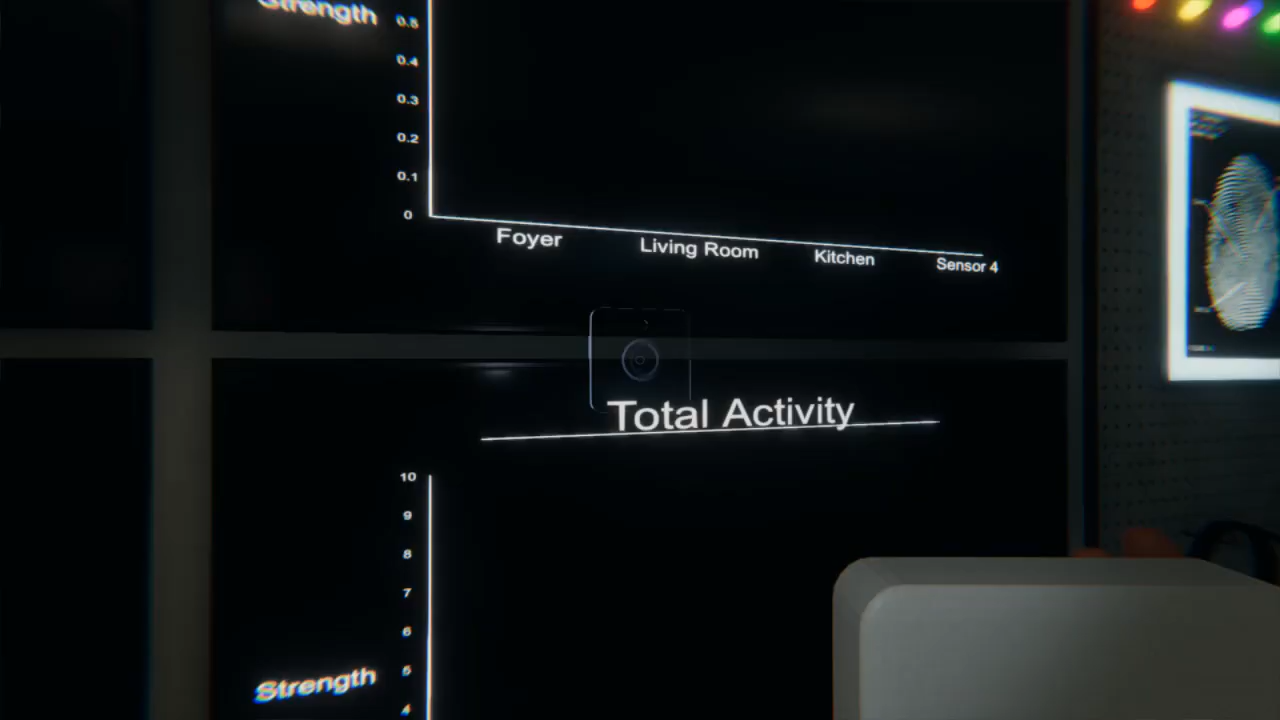 Strength
0.5
0.4
0.3
0.2
0.1
0
Foyer
Living Room
Kitchen
Sensor 4
Total Activity
10
9
8
7
6
5
4
Strength